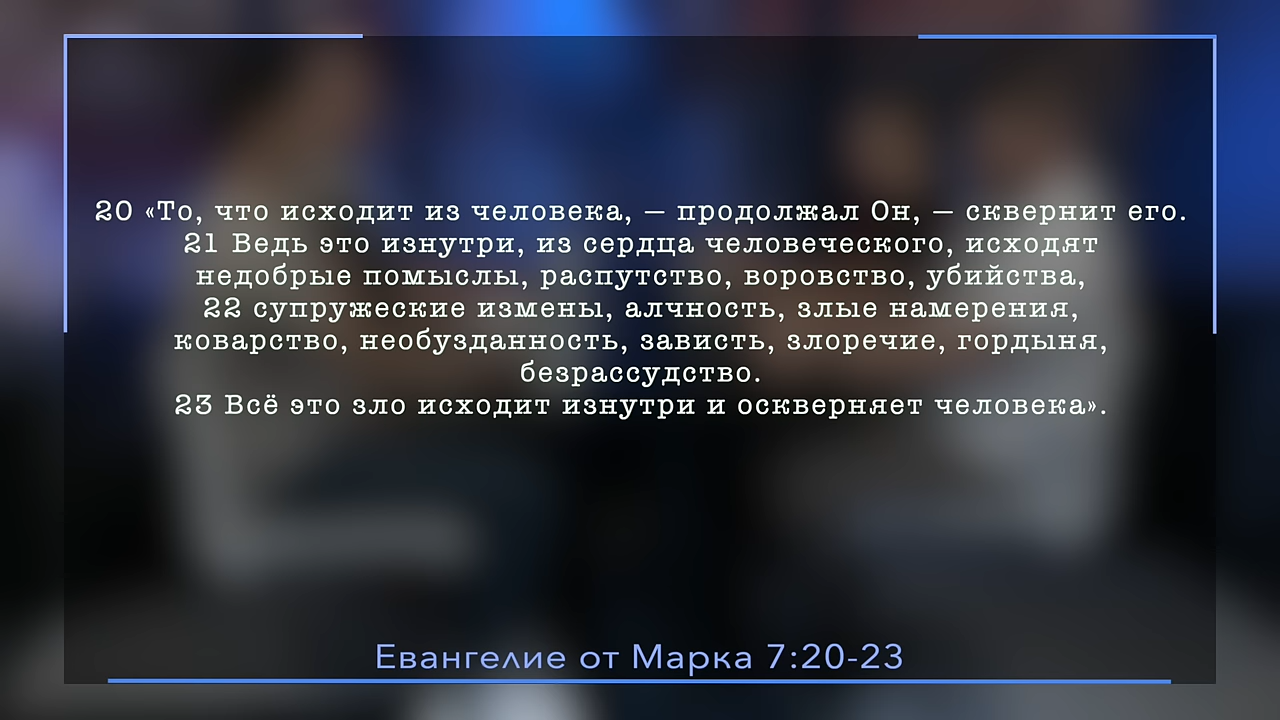 20 «То, что исходит из человека, — продолжал Он, — сквернит его.
21 Ведь это изнутри, из сердца человеческого, исходят
недобрые помыслы, распутство, воровство, убийства,
22 супружеские измены, алчность, злые намерения,
коварство, необузданность, зависть, злоречие, гордыня,
безрассудство.
23 Всё это зло исходит изнутри и оскверняет человека».
Евангелие от Марка 7:20-23